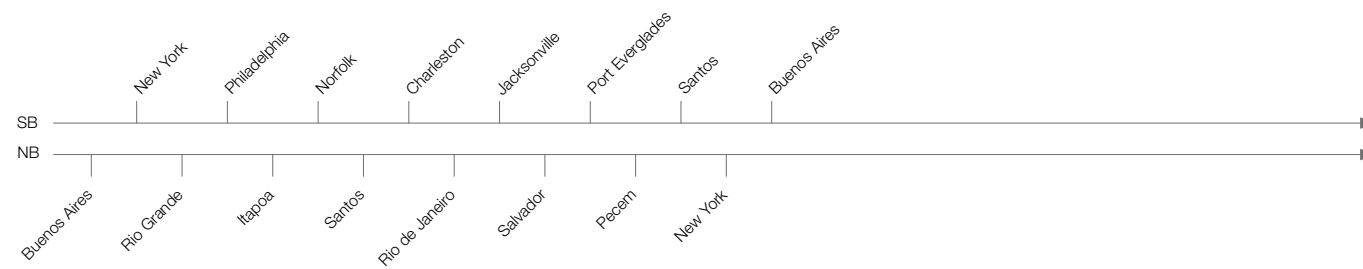 New York
Philadelphia
Norfolk
Charleston
Jacksonville
Port Everglades
Santos
Buenos Aires
SB
NB
Buenos Aires
Rio Grande
Itapoa
Santos
Rio de Janeiro
Salvador
Pecem
New York